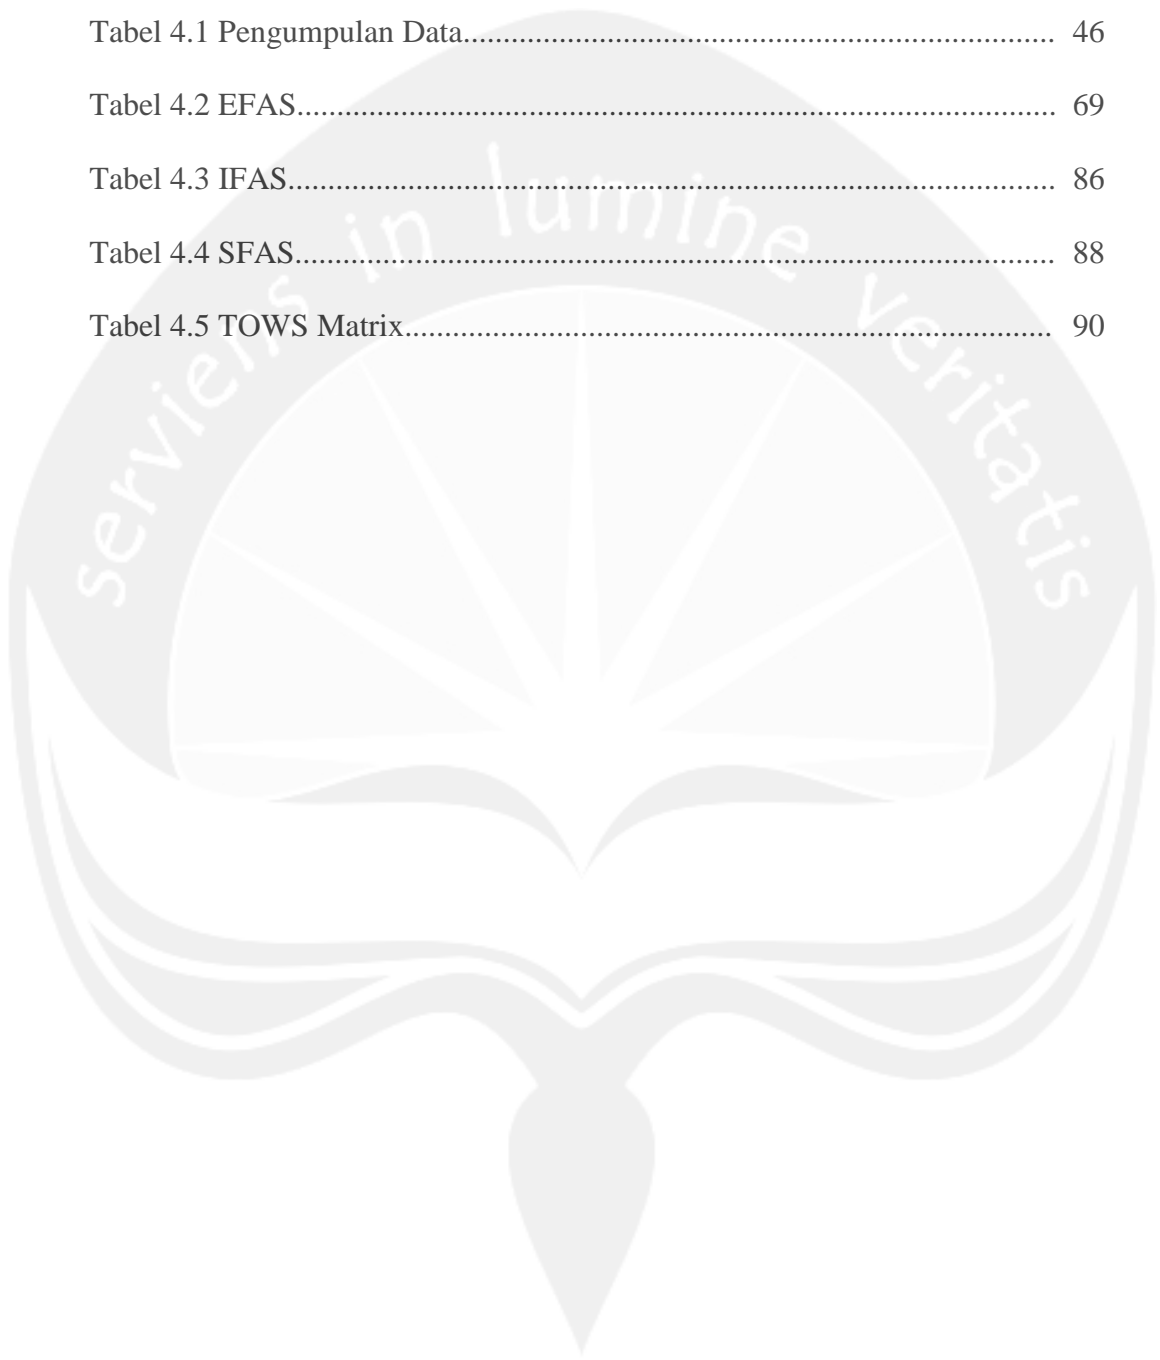 Tabel 4.1 Pengumpulan Data......................................................................... 46
Tabel 4.2 EFAS.............................................................................................. 69
Tabel 4.3 IFAS............................................................................................... 86
Tabel 4.4 SFAS.............................................................................................. 88
Tabel 4.5 TOWS Matrix................................................................................ 90
serviens in lumine veritatis